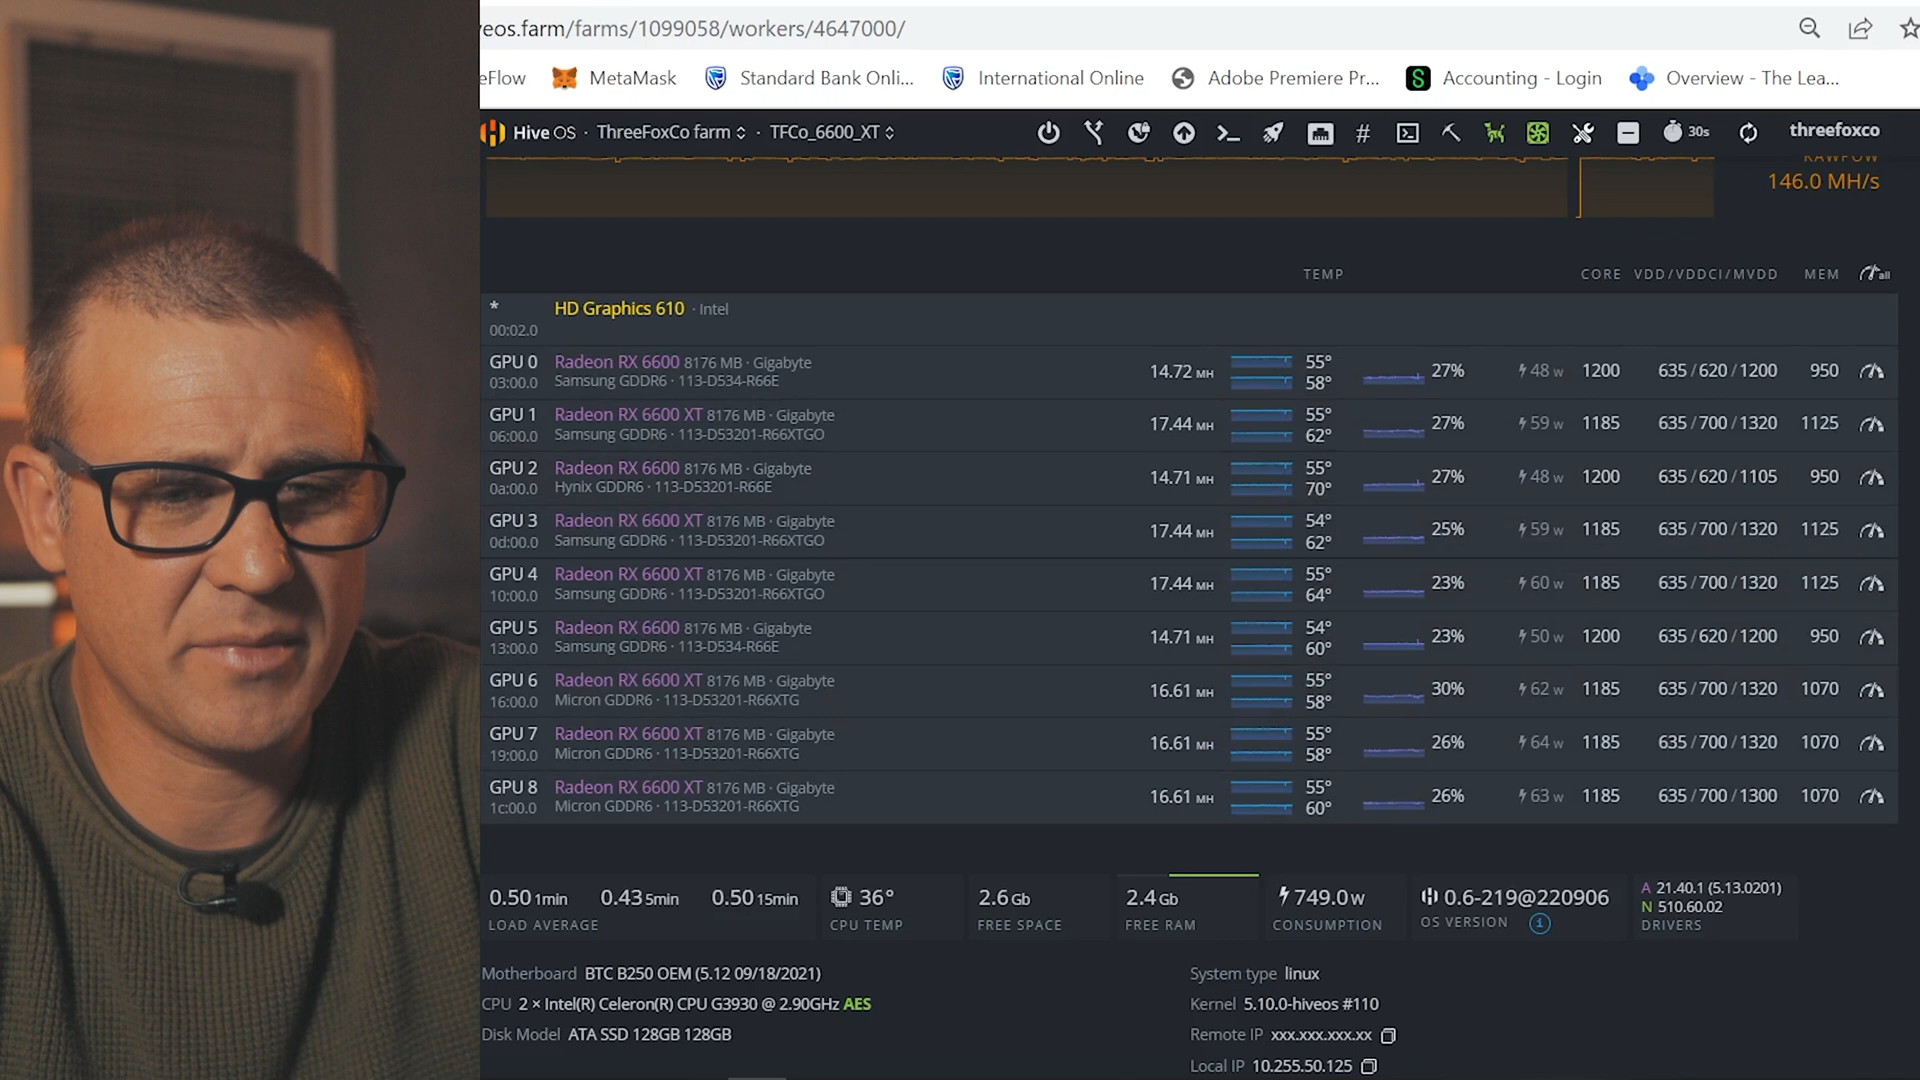 veos.farm/farms/1099058/workers/4647000/
eFlow MetaMask Standard Bank Onli... International Online Adobe Premiere Pr... Accounting - Login Overview - The Lea...
Hive OS · ThreeFoxCo farm · TFCo_6600_XT # 30s threefoxco
KAWPOW
146.0 MH/s
TEMP CORE VDD/VDDCI/MVDD MEM all
* HD Graphics 610 · Intel
00:02.0
GPU 0 Radeon RX 6600 8176 MB · Gigabyte 14.72 MH 55° 27% 48 W 1200 635/620/1200 950
03:00.0 Samsung GDDR6 · 113-D534-R66E 58°
GPU 1 Radeon RX 6600 XT 8176 MB · Gigabyte 17.44 MH 55° 27% 59 W 1185 635/700/1320 1125
06:00.0 Samsung GDDR6 · 113-D53201-R66XTGO 62°
GPU 2 Radeon RX 6600 8176 MB · Gigabyte 14.71 MH 55° 27% 48 W 1200 635/620/1105 950
0a:00.0 Hynix GDDR6 · 113-D53201-R66E 70°
GPU 3 Radeon RX 6600 XT 8176 MB · Gigabyte 17.44 MH 54° 25% 59 W 1185 635/700/1320 1125
0d:00.0 Samsung GDDR6 · 113-D53201-R66XTGO 62°
GPU 4 Radeon RX 6600 XT 8176 MB · Gigabyte 17.44 MH 55° 23% 60 W 1185 635/700/1320 1125
10:00.0 Samsung GDDR6 · 113-D53201-R66XTGO 64°
GPU 5 Radeon RX 6600 8176 MB · Gigabyte 14.71 MH 54° 23% 50 W 1200 635/620/1200 950
13:00.0 Samsung GDDR6 · 113-D534-R66E 60°
GPU 6 Radeon RX 6600 XT 8176 MB · Gigabyte 16.61 MH 55° 30% 62 W 1185 635/700/1320 1070
16:00.0 Micron GDDR6 · 113-D53201-R66XTG 58°
GPU 7 Radeon RX 6600 XT 8176 MB · Gigabyte 16.61 MH 55° 26% 64 W 1185 635/700/1320 1070
19:00.0 Micron GDDR6 · 113-D53201-R66XTG 58°
GPU 8 Radeon RX 6600 XT 8176 MB · Gigabyte 16.61 MH 55° 26% 63 W 1185 635/700/1300 1070
1c:00.0 Micron GDDR6 · 113-D53201-R66XTG 60°
0.50 1min 0.43 5min 0.50 15min 36° 2.6 Gb 2.4 Gb 749.0 W 0.6-219@220906 A 21.40.1 (5.13.0201)
N 510.60.02
LOAD AVERAGE CPU TEMP FREE SPACE FREE RAM CONSUMPTION OS VERSION i DRIVERS
Motherboard BTC B250 OEM (5.12 09/18/2021) System type linux
CPU 2 × Intel(R) Celeron(R) CPU G3930 @ 2.90GHz AES Kernel 5.10.0-hiveos #110
Disk Model ATA SSD 128GB 128GB Remote IP xxx.xxx.xxx.xx
Local IP 10.255.50.125